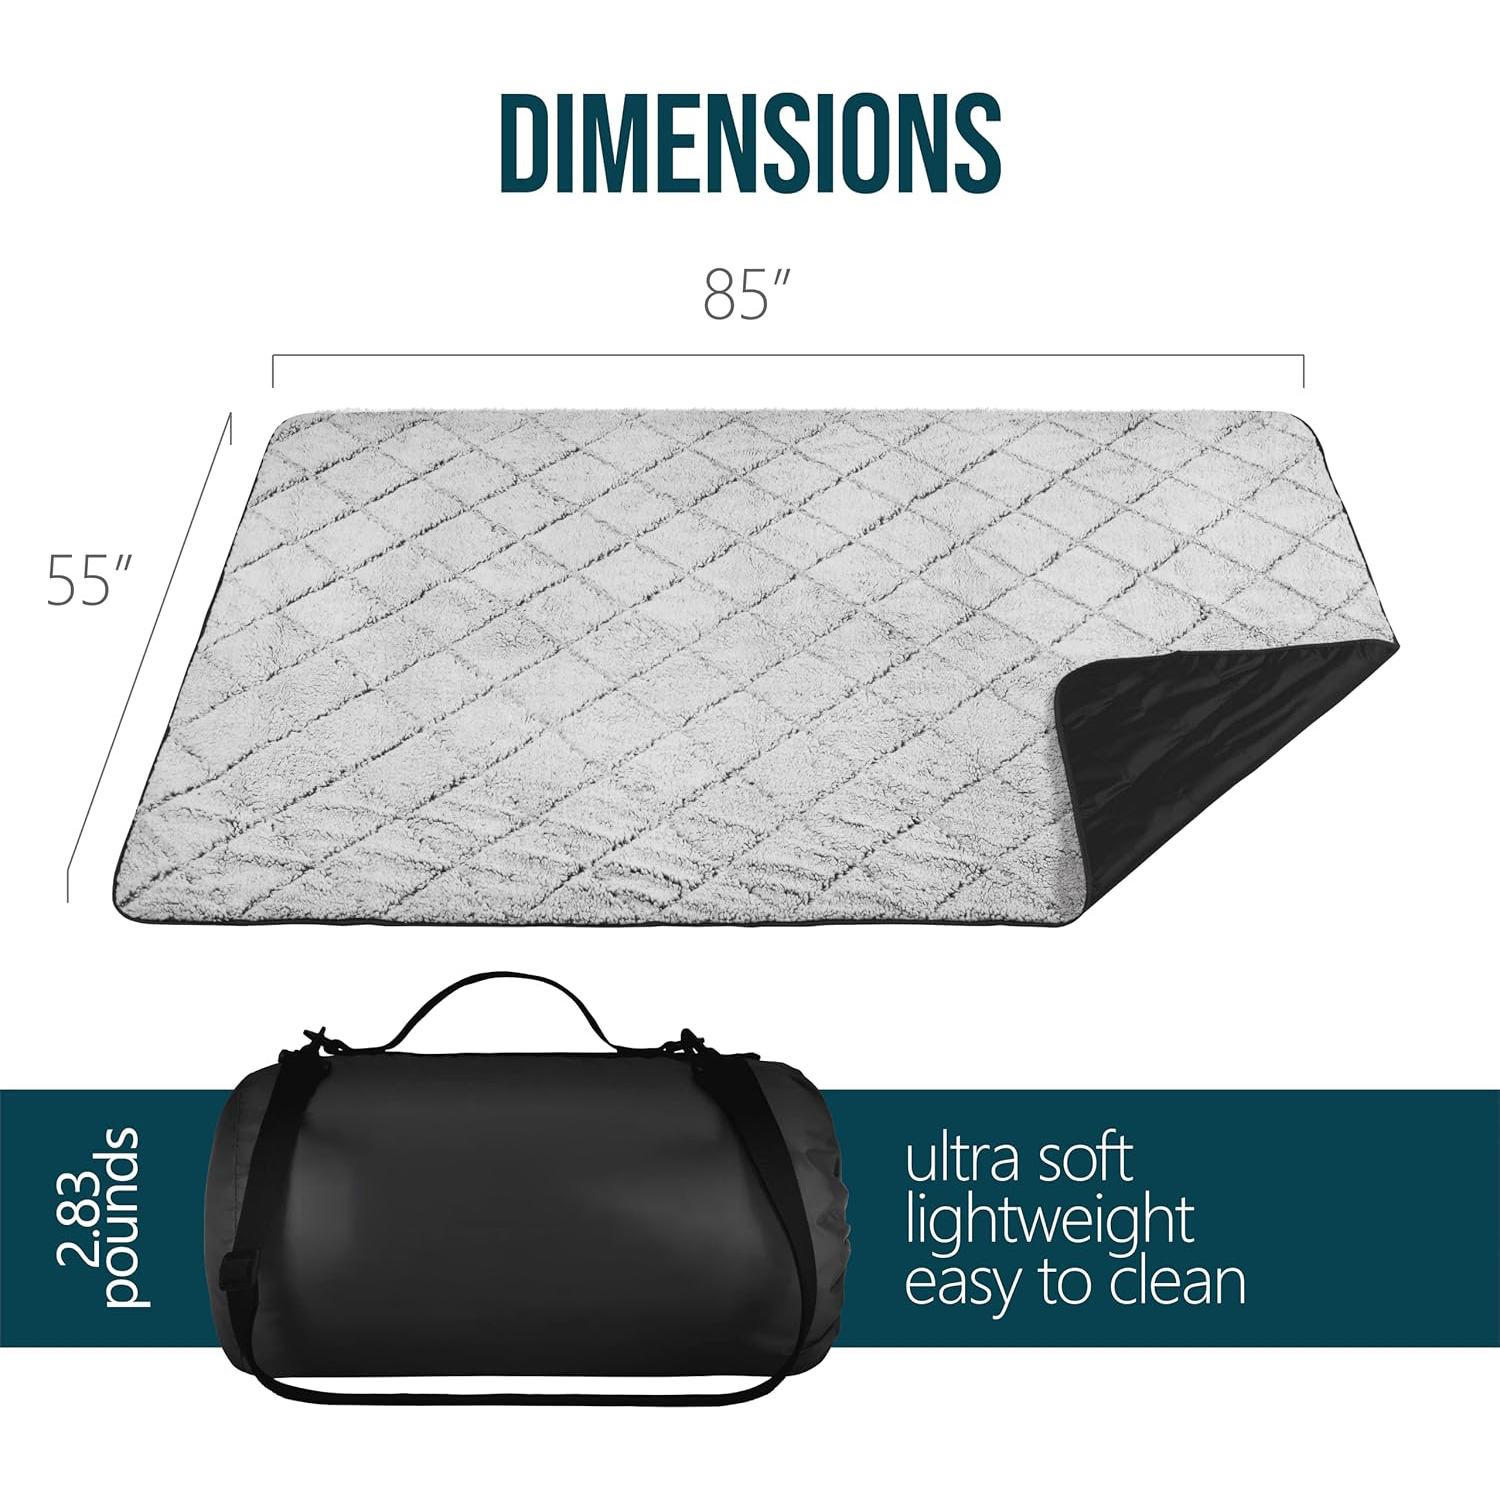 DIMENSIONS
85"
55"
2.83
pounds
ultra soft
lightweight
easy to clean